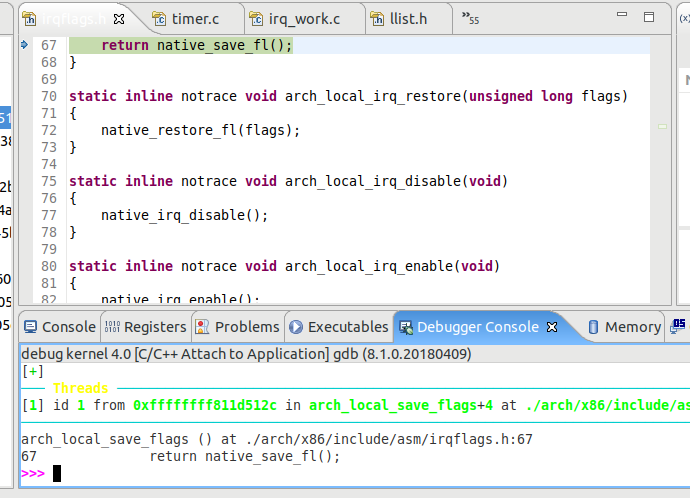 irqflags.h timer.c irq_work.c llist.h »55
67 return native_save_fl();
68 }
69
70 static inline notrace void arch_local_irq_restore(unsigned long flags)
71 {
72 native_restore_fl(flags);
73 }
74
75 static inline notrace void arch_local_irq_disable(void)
76 {
77 native_irq_disable();
78 }
79
80 static inline notrace void arch_local_irq_enable(void)
81 {
82 native_irq_enable();
Console Registers Problems Executables Debugger Console Memory
debug kernel 4.0 [C/C++ Attach to Application] gdb (8.1.0.20180409)
[+]
Threads
[1] id 1 from 0xffffffff811d512c in arch_local_save_flags+4 at ./arch/x86/include/as
arch_local_save_flags () at ./arch/x86/include/asm/irqflags.h:67
67 return native_save_fl();
>>>